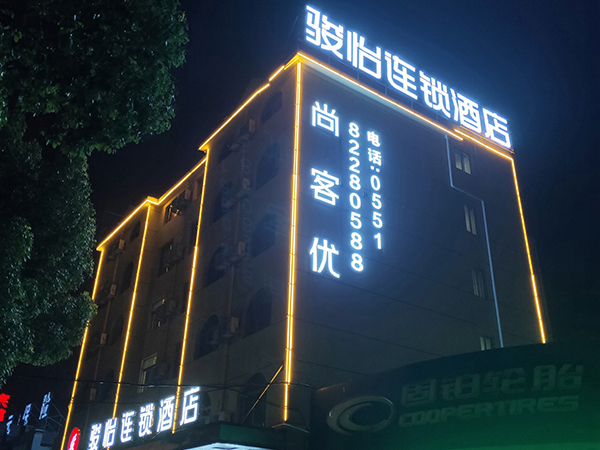 骏怡连锁酒店
尚客优
电话:0551
82280588
骏怡连锁酒店
固铂轮胎
COOPERTIRES